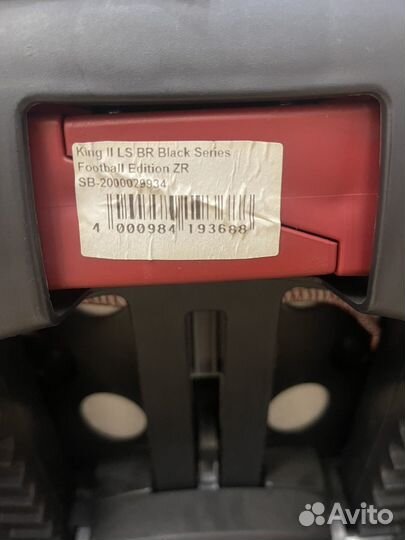 King II LS BR Black Series
Football Edition ZR
SB-2000029934
4 000984 193688
Avito